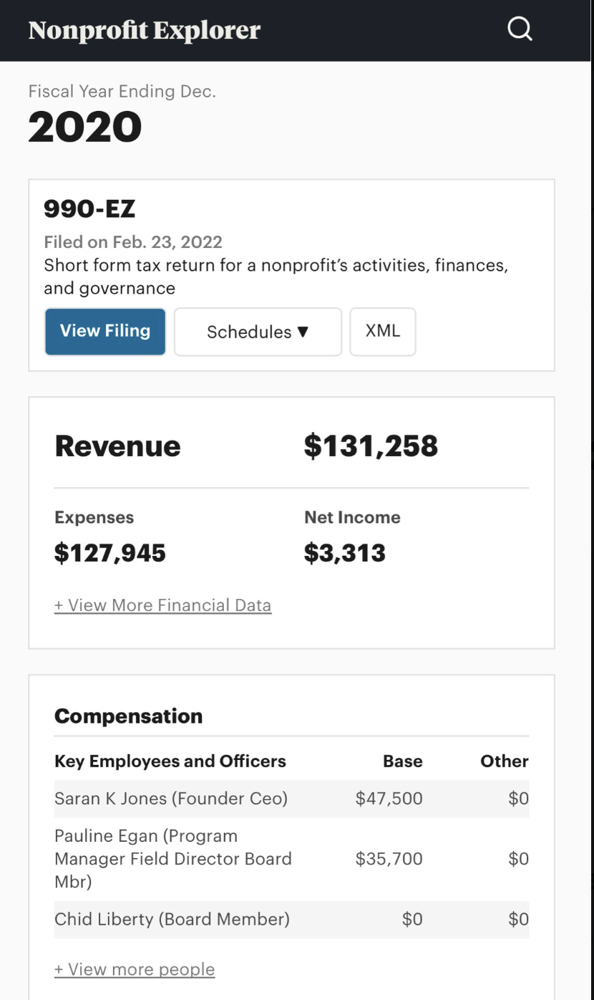 Nonprofit Explorer
Fiscal Year Ending Dec.
2020
990-EZ
Filed on Feb. 23, 2022
Short form tax return for a nonprofit’s activities, finances,
and governance
View Filing Schedules ▼ XML
Revenue $131,258
Expenses Net Income
$127,945 $3,313
+ View More Financial Data
Compensation
Key Employees and Officers Base Other
Saran K Jones (Founder Ceo) $47,500 $0
Pauline Egan (Program
Manager Field Director Board $35,700 $0
Mbr)
Chid Liberty (Board Member) $0 $0
+ View more people